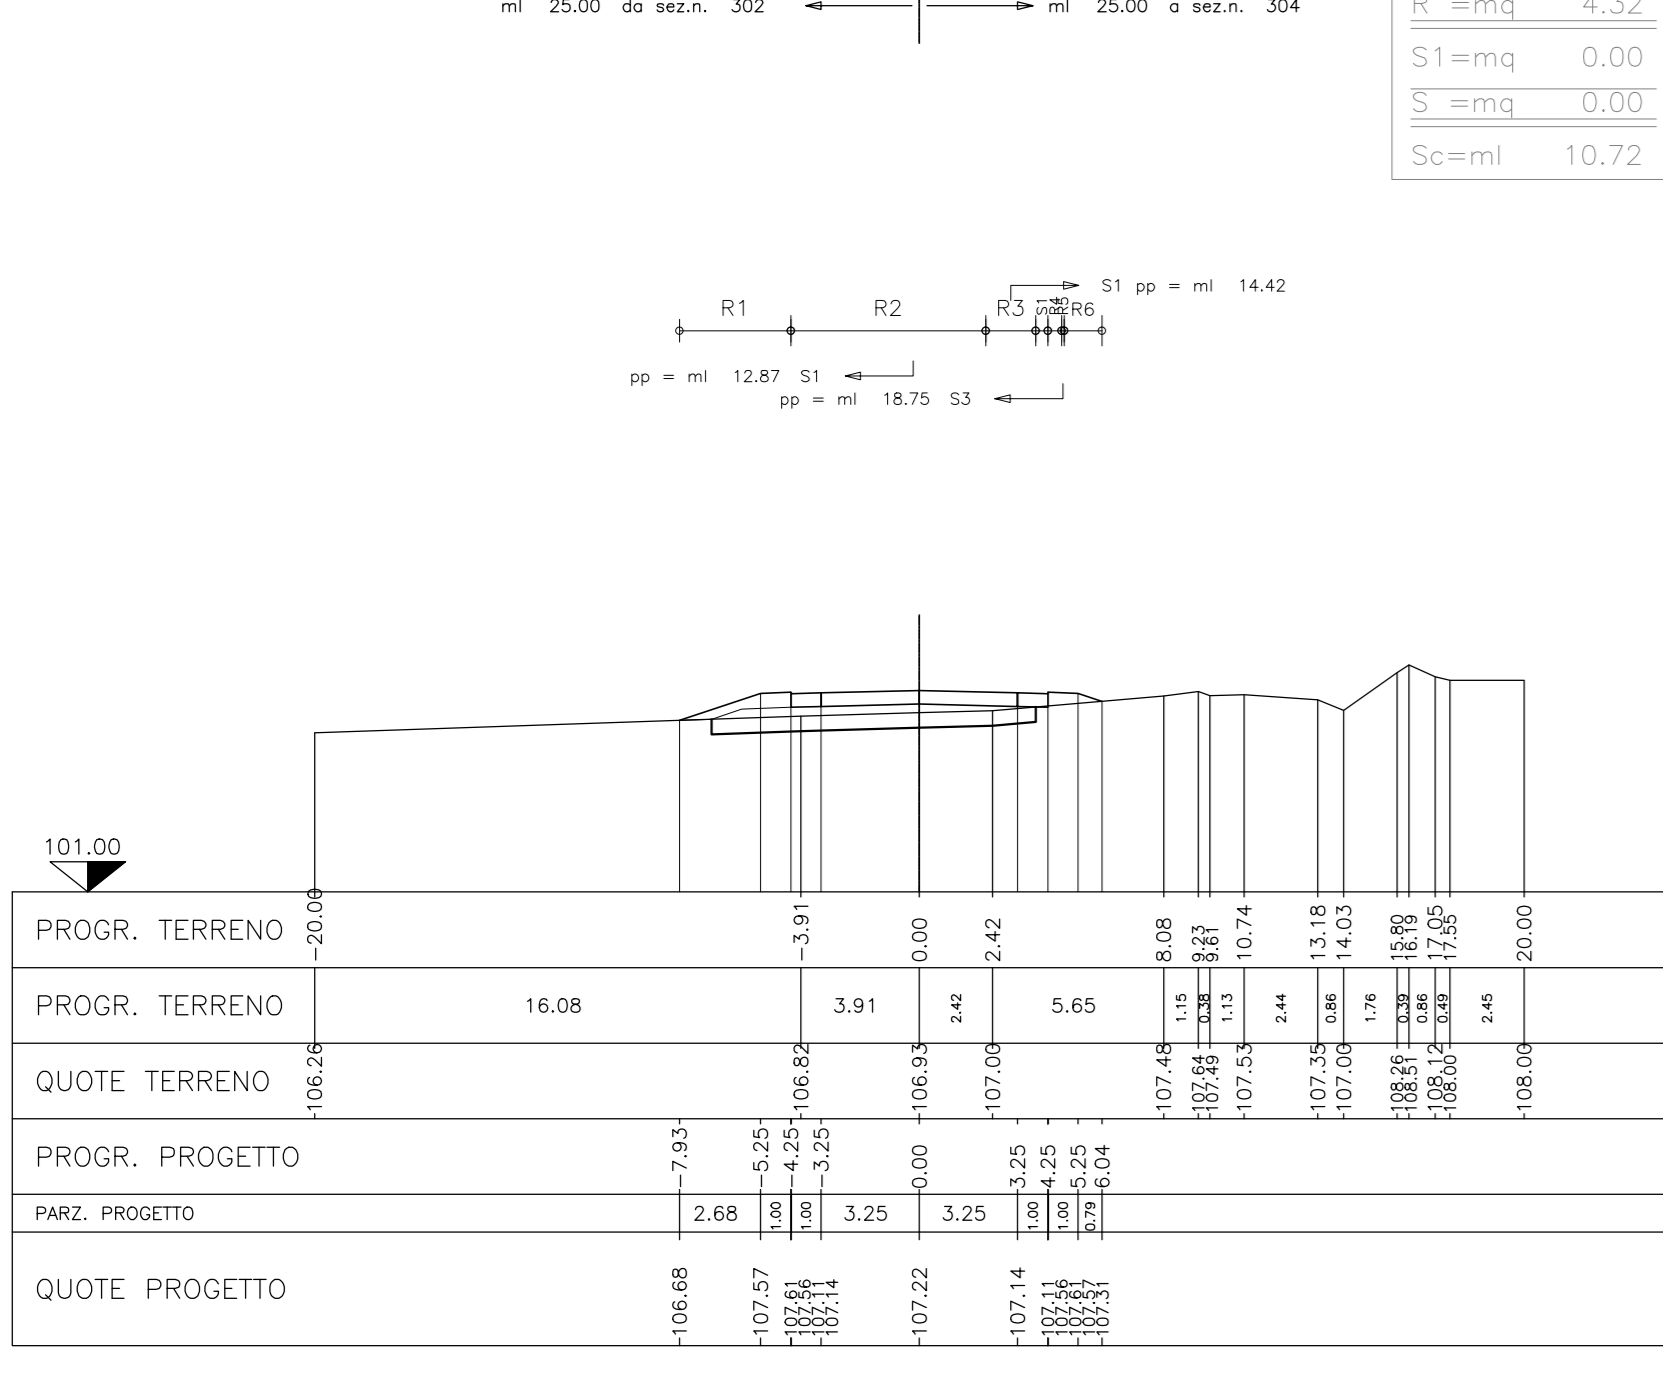 ml 25.00 da sez.n. 302
ml 25.00 a sez.n. 304
R =mq 4.32
S1=mq 0.00
S =mq 0.00
Sc=ml 10.72
S1 pp = ml 14.42
R1 R2 R3 S1 R4 R5 R6
pp = ml 12.87 S1
pp = ml 18.75 S3
101.00
PROGR. TERRENO -20.00 -3.91 0.00 2.42 8.08 9.23 9.61 10.74 13.18 14.03 15.80 16.19 17.05 17.55 20.00
PROGR. TERRENO 16.08 3.91 2.42 5.65 1.15 0.38 1.13 2.44 0.86 1.76 0.39 0.86 0.49 2.45
QUOTE TERRENO 106.26 106.82 106.93 107.00 107.48 107.64 107.49 107.53 107.35 107.00 108.26 108.51 108.12 108.00 108.00
PROGR. PROGETTO -7.93 -5.25 -4.25 -3.25 0.00 3.25 4.25 5.25 6.04
PARZ. PROGETTO 2.68 1.00 1.00 3.25 3.25 1.00 1.00 0.79
QUOTE PROGETTO 106.68 107.57 107.61 107.56 107.11 107.14 107.22 107.14 107.11 107.56 107.61 107.57 107.31